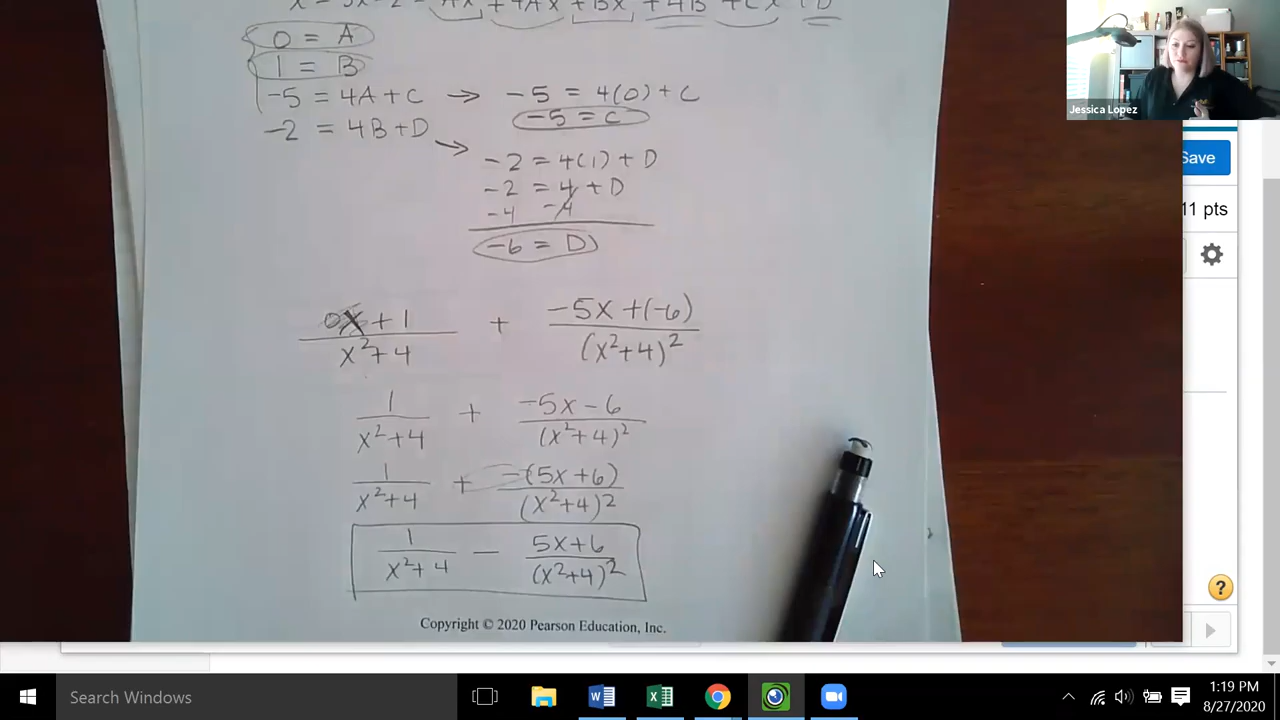 0 = A
1 = B
-5 = 4A + C → -5 = 4(0) + C
-5 = C
-2 = 4B + D → -2 = 4(1) + D
-2 = 4 + D
-4 -4
-6 = D
0x + 1 / x² + 4 + -5x + (-6) / (x² + 4)²
1 / x² + 4 + -5x - 6 / (x² + 4)²
1 / x² + 4 + -(5x + 6) / (x² + 4)²
1 / x² + 4 - 5x + 6 / (x² + 4)²
Copyright © 2020 Pearson Education, Inc.
Jessica Lopez
Save
11 pts
?
Search Windows
1:19 PM
8/27/2020